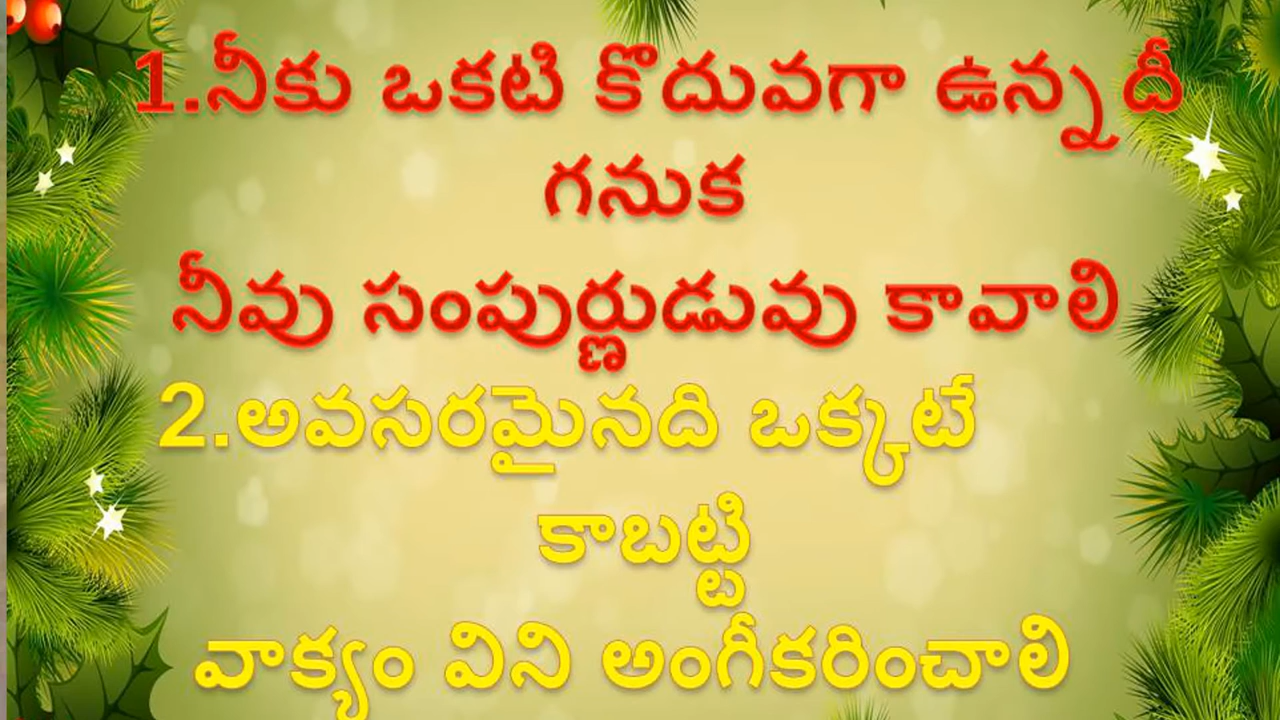 1.నీకు ఒకటి కొదువగా ఉన్నదీ
గనుక
నీవు సంపుర్ణుడువు కావాలి
2.అవసరమైనది ఒక్కటే
కాబట్టి
వాక్యం విని అంగీకరించాలి